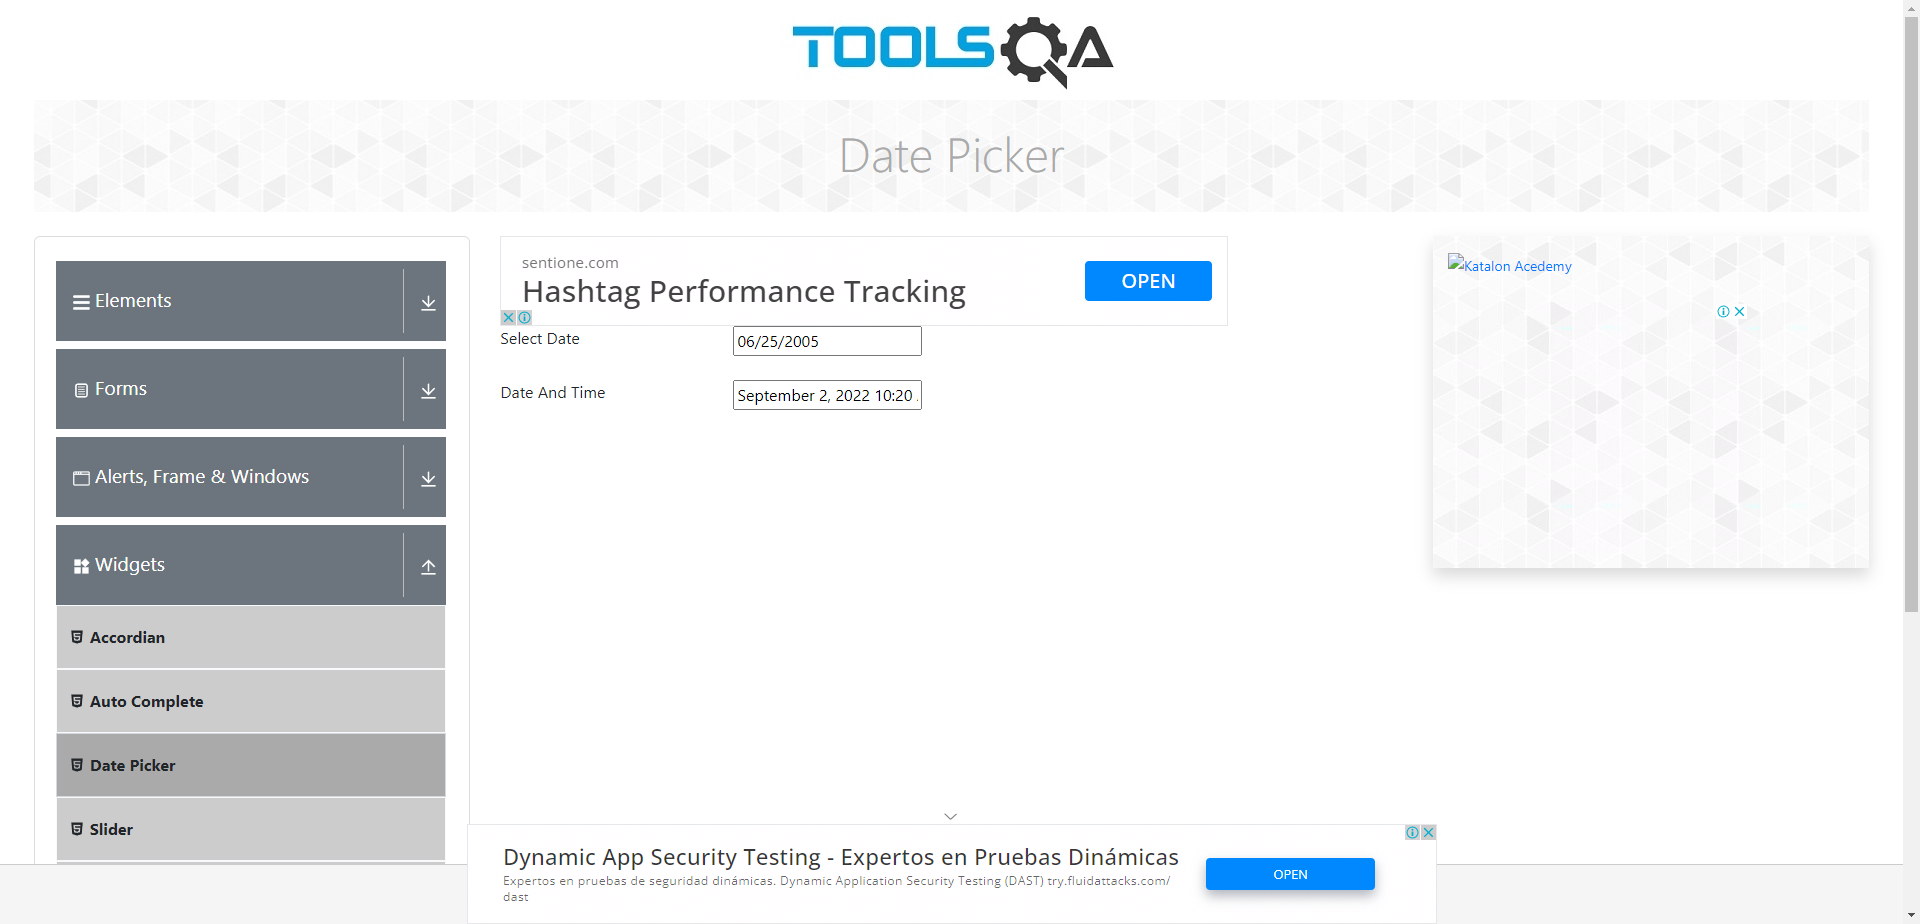 TOOLSQA
Date Picker
Elements
Forms
Alerts, Frame & Windows
Widgets
Accordian
Auto Complete
Date Picker
Slider
sentione.com
Hashtag Performance Tracking
OPEN
Select Date
06/25/2005
Date And Time
September 2, 2022 10:20
Katalon Acedemy
Dynamic App Security Testing - Expertos en Pruebas Dinámicas
Expertos en pruebas de seguridad dinámicas. Dynamic Application Security Testing (DAST) try.fluidattacks.com/
dast
OPEN